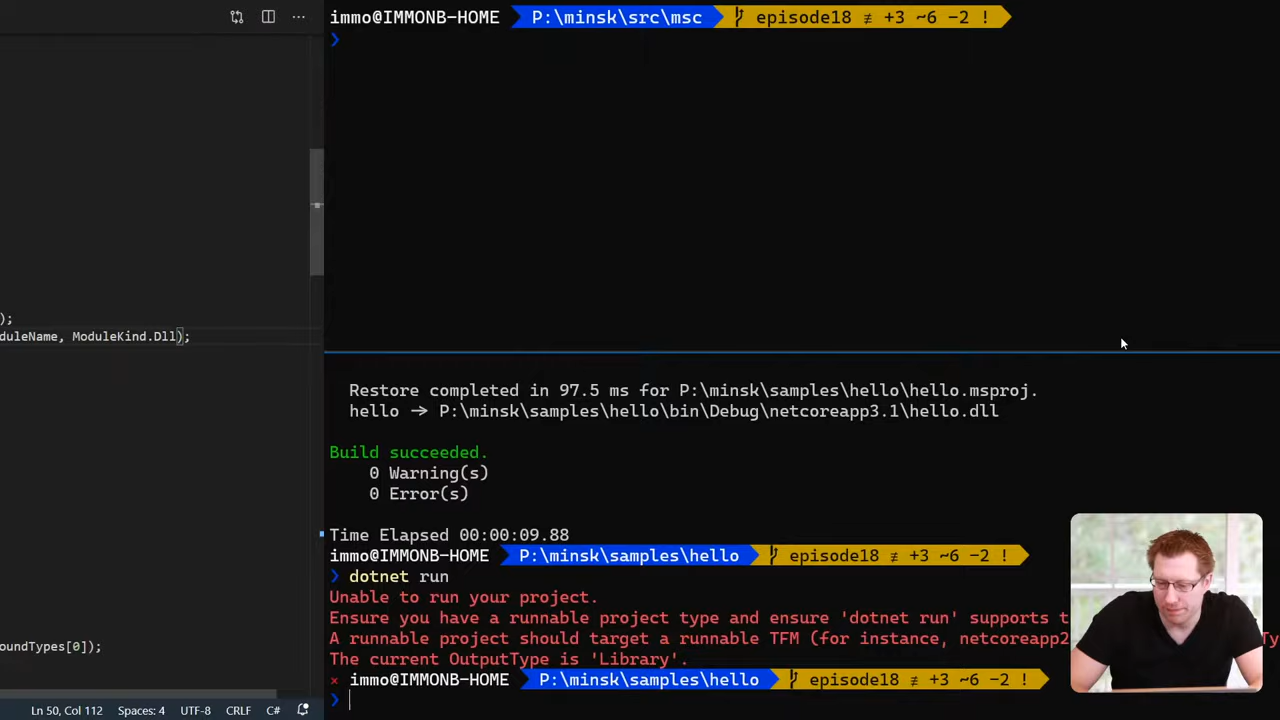 immo@IMMONB-HOME P:\minsk\src\msc episode18 ≢ +3 ~6 -2 !
❯
);
duleName, ModuleKind.Dll);
Restore completed in 97.5 ms for P:\minsk\samples\hello\hello.msproj.
hello → P:\minsk\samples\hello\bin\Debug\netcoreapp3.1\hello.dll
Build succeeded.
0 Warning(s)
0 Error(s)
Time Elapsed 00:00:09.88
immo@IMMONB-HOME P:\minsk\samples\hello episode18 ≢ +3 ~6 -2 !
❯ dotnet run
Unable to run your project.
Ensure you have a runnable project type and ensure 'dotnet run' supports t
A runnable project should target a runnable TFM (for instance, netcoreapp2 Ty
The current OutputType is 'Library'.
× immo@IMMONB-HOME P:\minsk\samples\hello episode18 ≢ +3 ~6 -2 !
❯
oundTypes[0]);
Ln 50, Col 112 Spaces: 4 UTF-8 CRLF C#